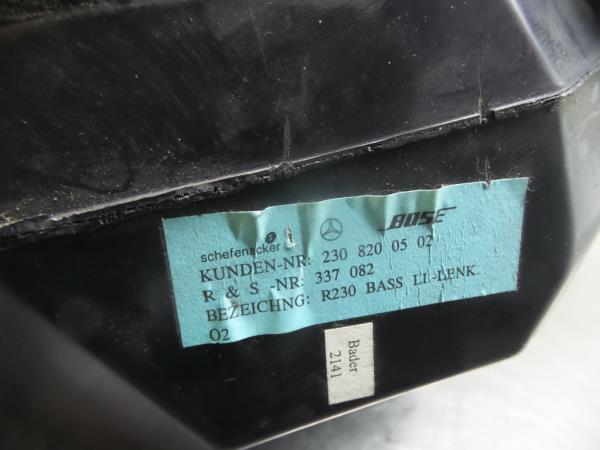 schefenacker BOSE
KUNDEN-NR: 230 820 05 02
R & S -NR: 337 082
BEZEICHNG: R230 BASS LI.-LENK.
02
Bader
2141